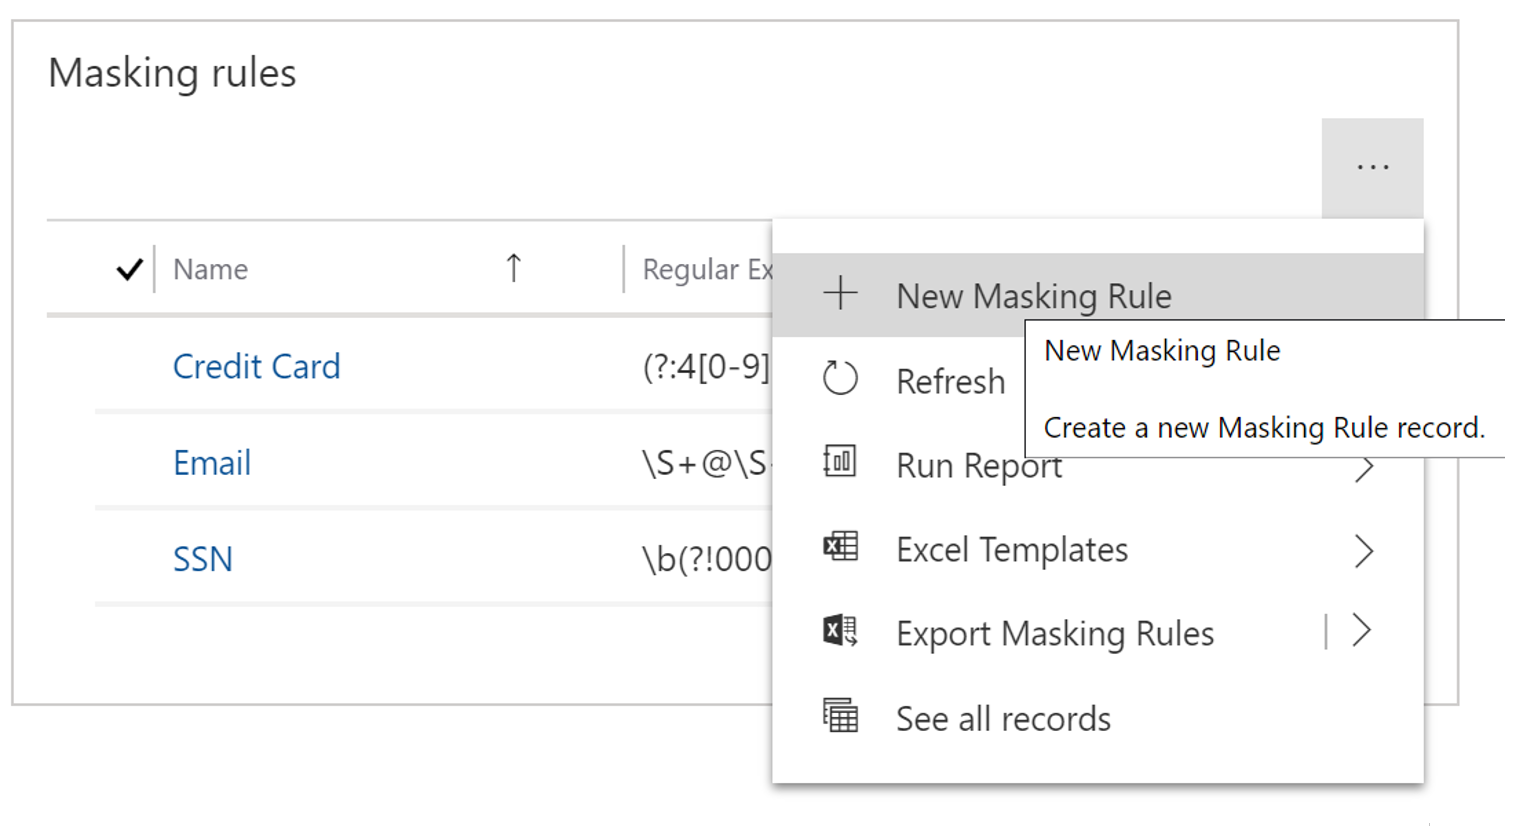 Masking rules
...
Name
Regular Ex
New Masking Rule
New Masking Rule
Create a new Masking Rule record.
Credit Card
(?:4[0-9]
Refresh
Email
\S+@\S
Run Report
SSN
\b(?!000
Excel Templates
Export Masking Rules
See all records